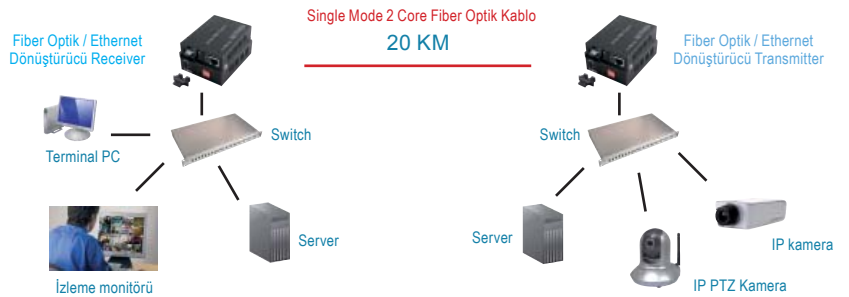 Single Mode 2 Core Fiber Optik Kablo
20 KM
Fiber Optik / Ethernet
Dönüştürücü Receiver
Fiber Optik / Ethernet
Dönüştürücü Transmitter
Switch
Terminal PC
Switch
Server
İzleme monitörü
Server
IP kamera
IP PTZ Kamera